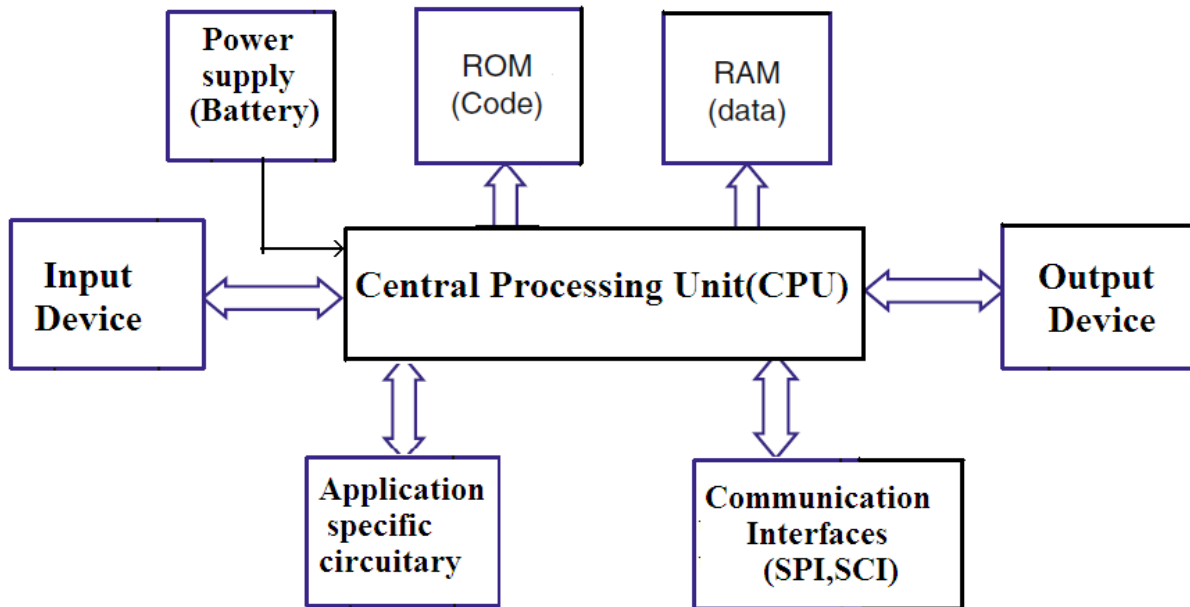 Power
supply
(Battery)
ROM
(Code)
RAM
(data)
Input
Device
Central Processing Unit(CPU)
Output
Device
Application
specific
circuitary
Communication
Interfaces
(SPI,SCI)